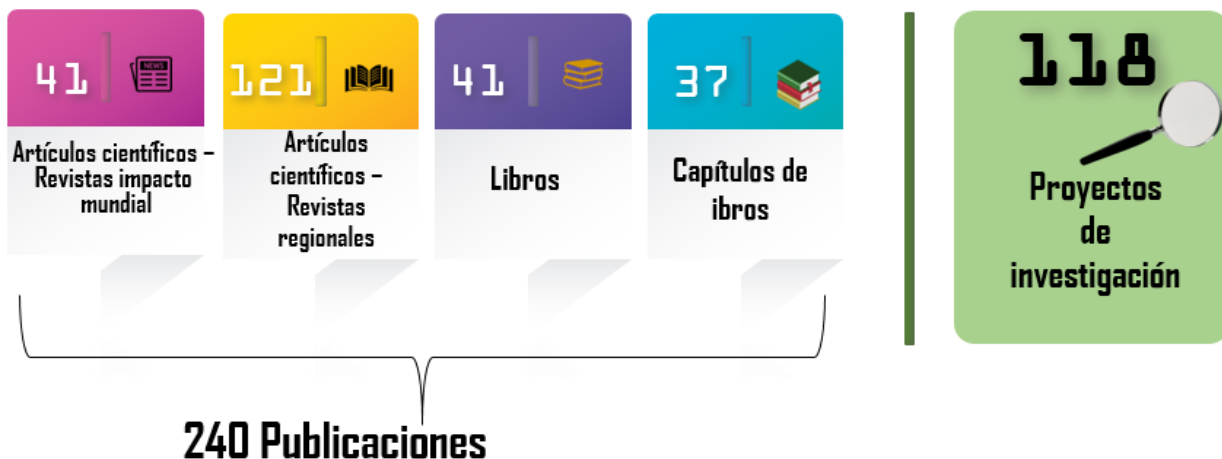 41
NEWS
Artículos científicos –
Revistas impacto
mundial
121
Artículos
científicos –
Revistas
regionales
41
Libros
37
Capítulos de
ibros
240 Publicaciones
118
Proyectos
de
investigación